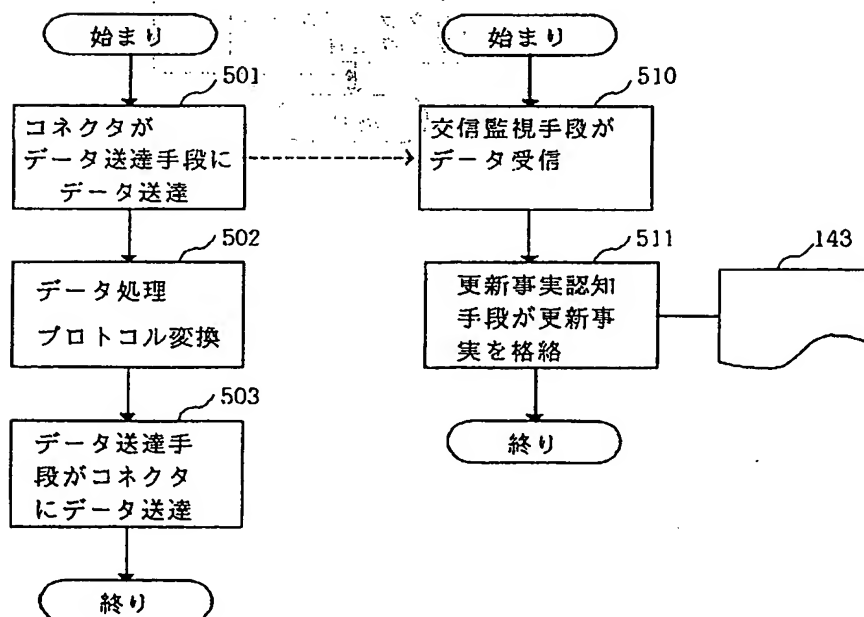 始まり
501
コネクタが
データ送達手段に
データ送達
502
データ処理
プロトコル変換
503
データ送達手
段がコネクタ
にデータ送達
終り
始まり
510
交信監視手段が
データ受信
511
更新事実認知
手段が更新事
実を格絡
143
終り